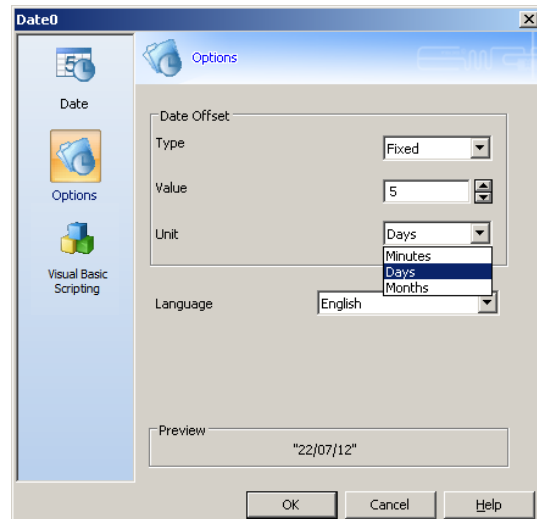 Date0
Options
Date
Options
Visual Basic
Scripting
Date Offset
Type
Fixed
Value
5
Unit
Days
Minutes
Days
Months
Language
English
Preview
"22/07/12"
OK
Cancel
Help